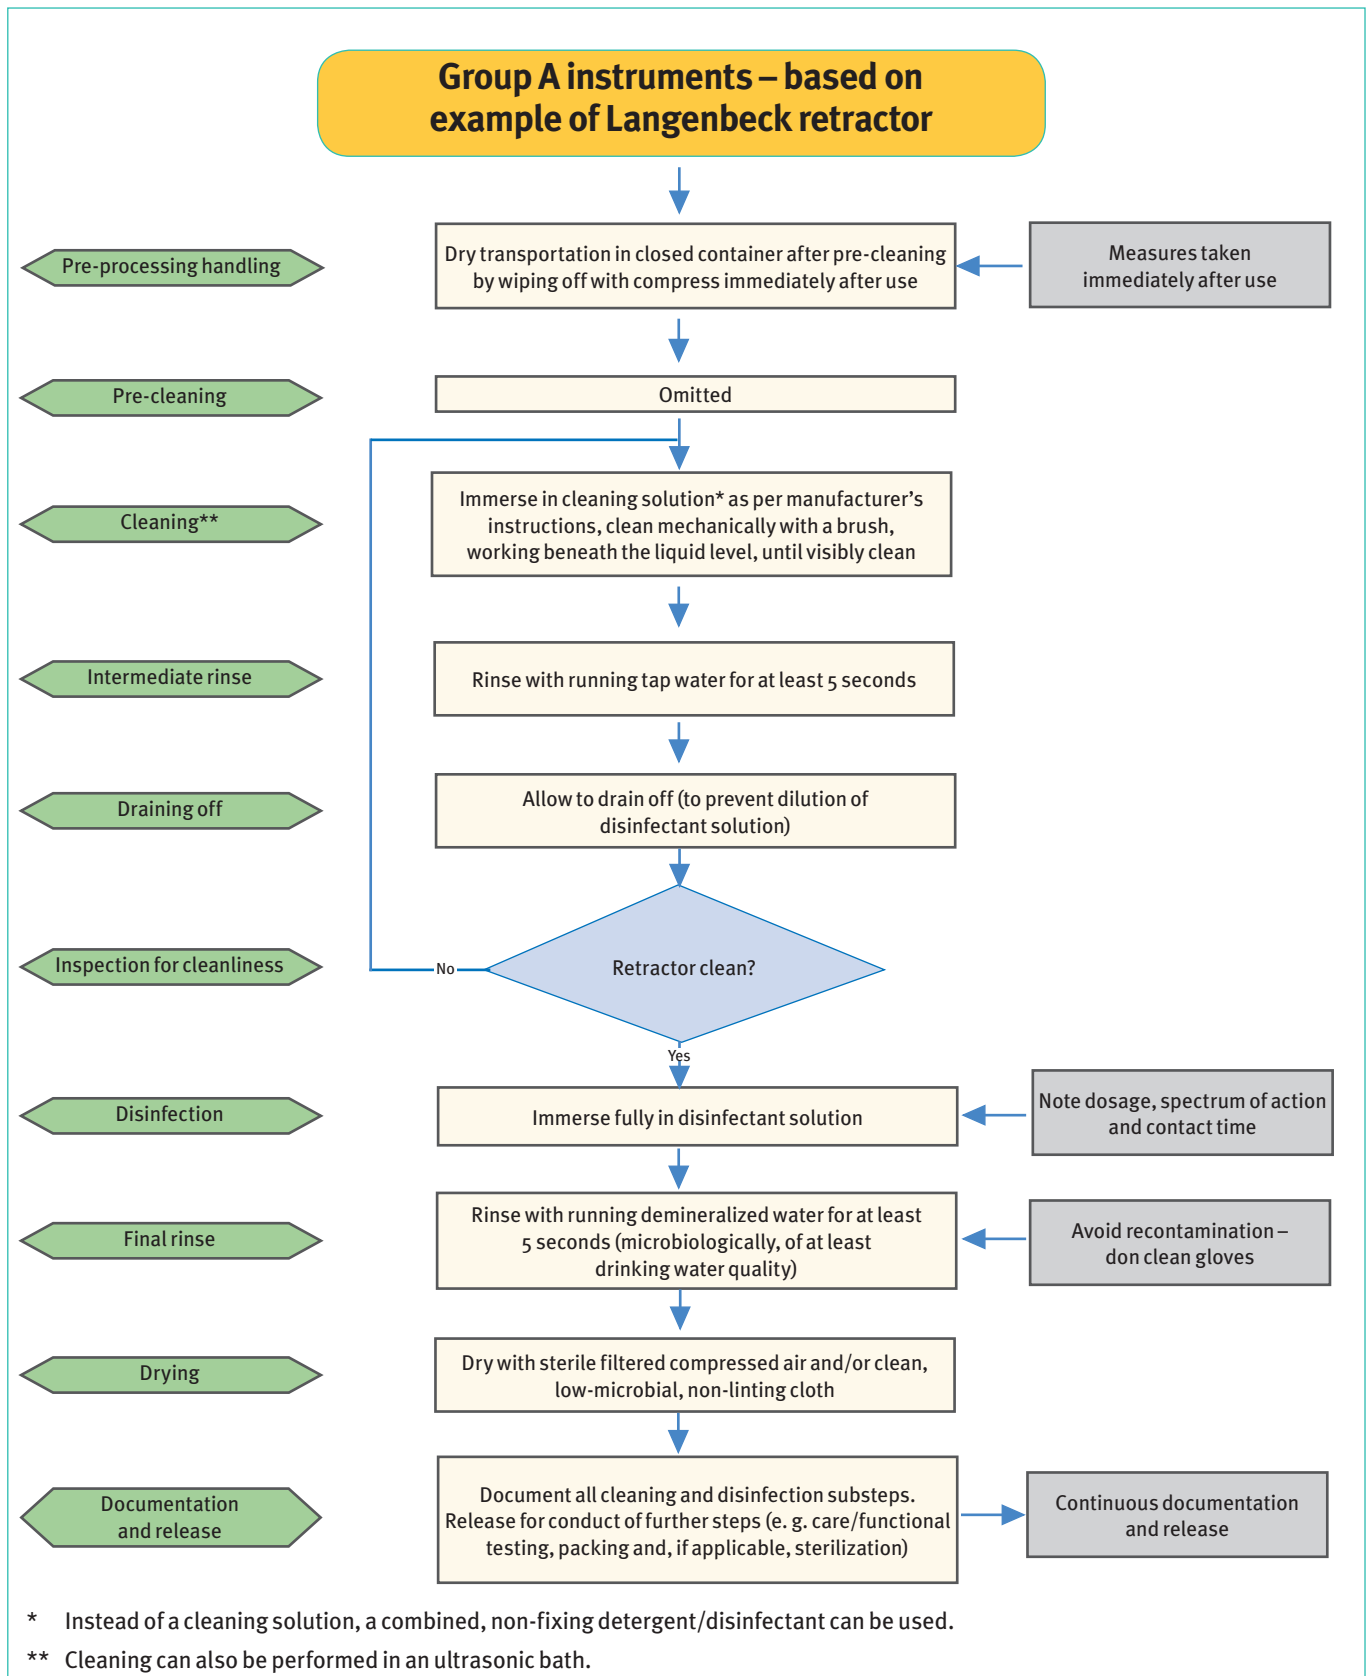 Group A instruments – based on
example of Langenbeck retractor
Pre-processing handling
Dry transportation in closed container after pre-cleaning
by wiping off with compress immediately after use
Measures taken
immediately after use
Pre-cleaning
Omitted
Cleaning**
Immerse in cleaning solution* as per manufacturer’s
instructions, clean mechanically with a brush,
working beneath the liquid level, until visibly clean
Intermediate rinse
Rinse with running tap water for at least 5 seconds
Draining off
Allow to drain off (to prevent dilution of
disinfectant solution)
Inspection for cleanliness
No
Retractor clean?
Yes
Disinfection
Immerse fully in disinfectant solution
Note dosage, spectrum of action
and contact time
Final rinse
Rinse with running demineralized water for at least
5 seconds (microbiologically, of at least
drinking water quality)
Avoid recontamination –
don clean gloves
Drying
Dry with sterile filtered compressed air and/or clean,
low-microbial, non-linting cloth
Documentation
and release
Document all cleaning and disinfection substeps.
Release for conduct of further steps (e. g. care/functional
testing, packing and, if applicable, sterilization)
Continuous documentation
and release
* Instead of a cleaning solution, a combined, non-fixing detergent/disinfectant can be used.
** Cleaning can also be performed in an ultrasonic bath.